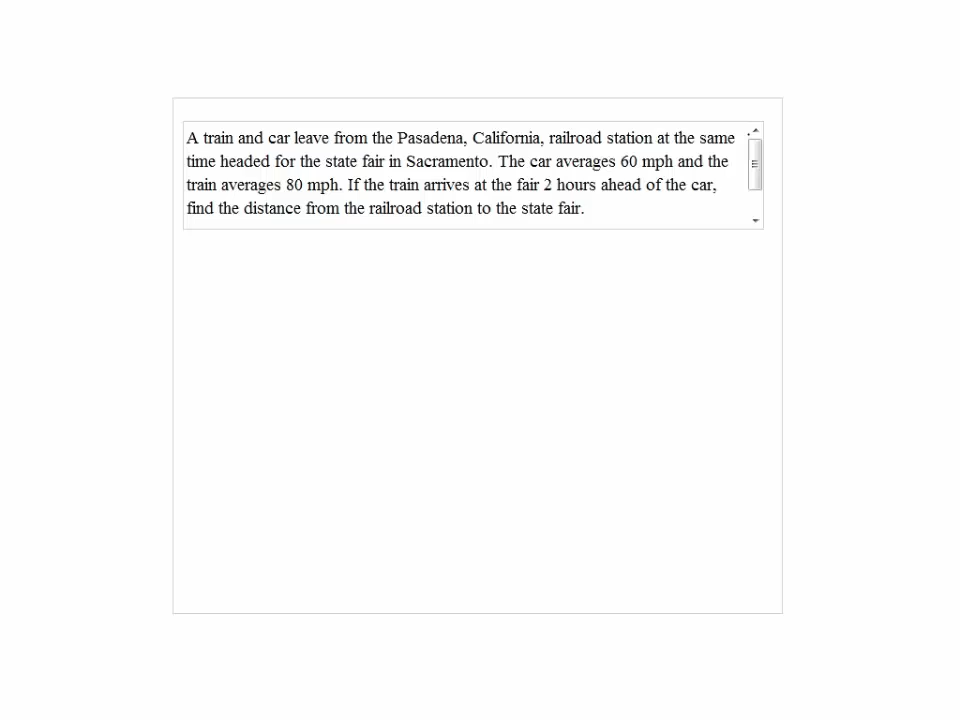 A train and car leave from the Pasadena, California, railroad station at the same
time headed for the state fair in Sacramento. The car averages 60 mph and the
train averages 80 mph. If the train arrives at the fair 2 hours ahead of the car,
find the distance from the railroad station to the state fair.